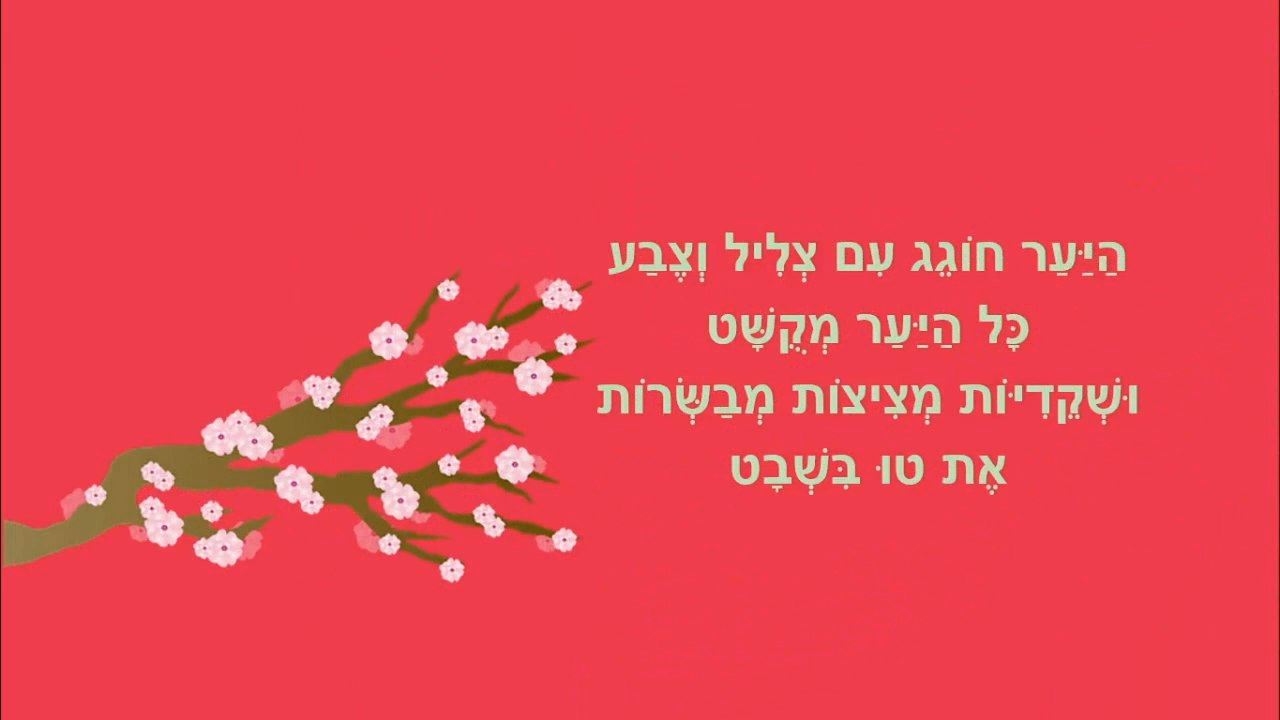 הַיַּעַר חוֹגֵג עִם צְלִיל וְצֶבַע
כָּל הַיַּעַר מְקֻשָּׁט
וּשְׁקֵדִיּוֹת מְצִיצוֹת מְבַשְּׂרוֹת
אֶת טוּ בִּשְׁבָט